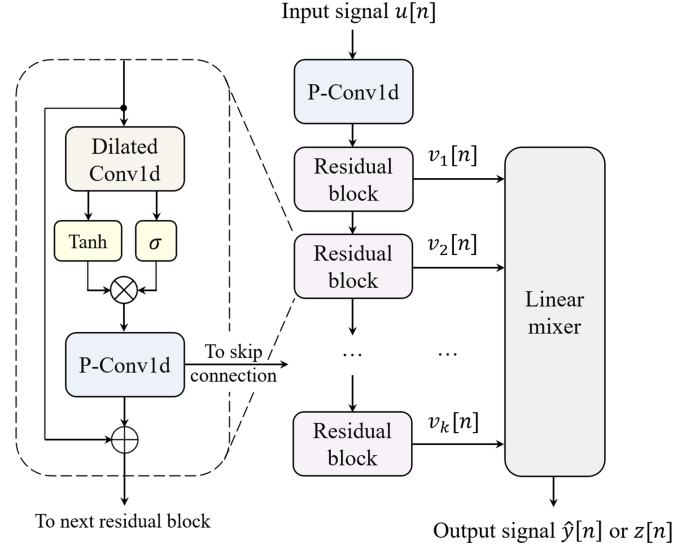 Input signal u[n]
P-Conv1d
Residual
block
v₁[n]
Residual
block
v₂[n]
...
...
Residual
block
vₖ[n]
Linear
mixer
Output signal ŷ[n] or z[n]
Dilated
Conv1d
Tanh
σ
P-Conv1d
To skip
connection
To next residual block